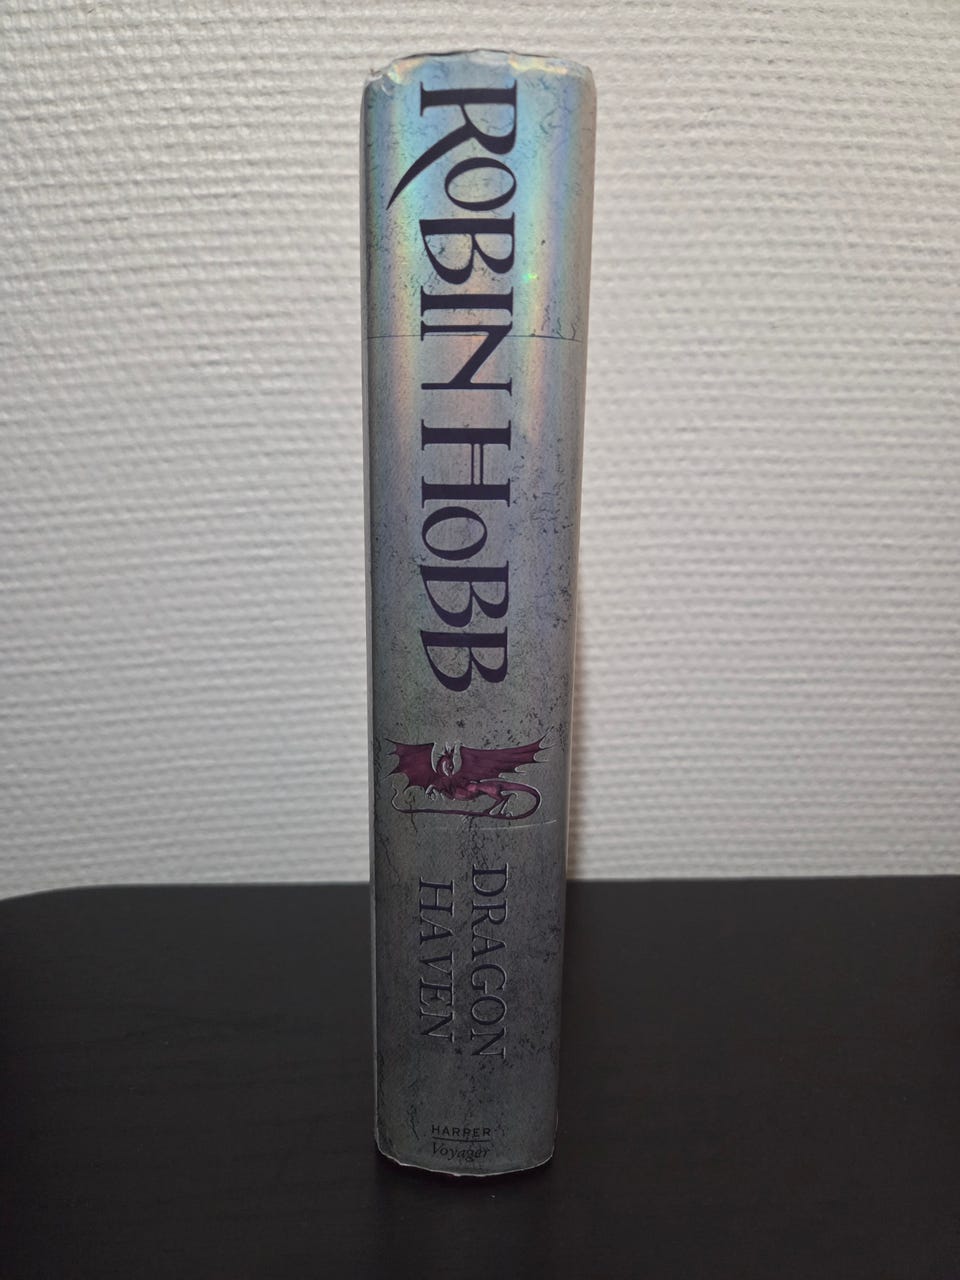 ROBIN HOBB
DRAGON
HAVEN
HARPER
Voyager